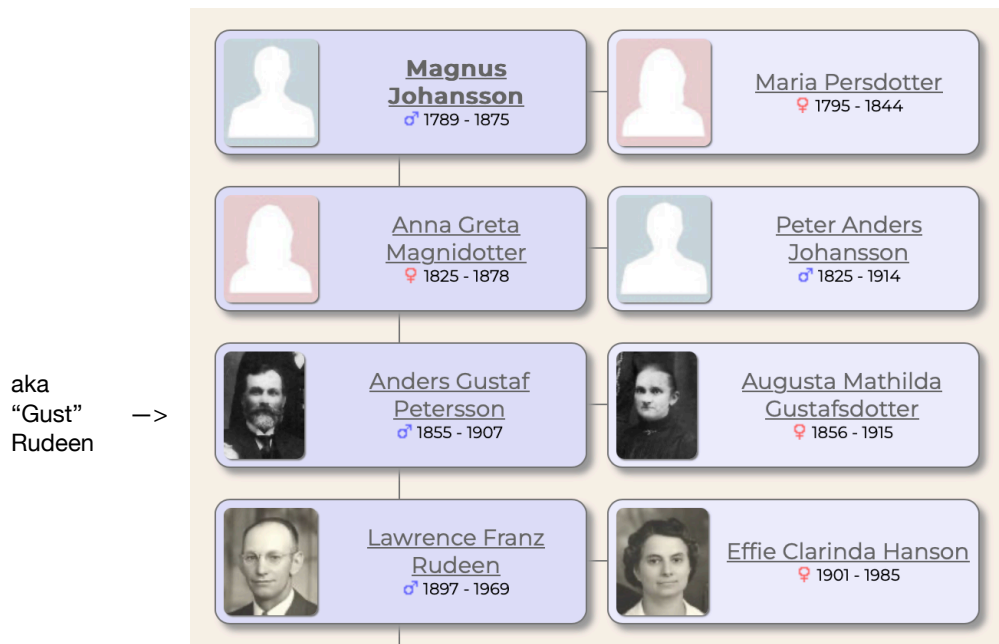 Magnus
Johansson
♂ 1789 - 1875
Maria Persdotter
♀ 1795 - 1844
Anna Greta
Magnidotter
♀ 1825 - 1878
Peter Anders
Johansson
♂ 1825 - 1914
aka
“Gust” —>
Rudeen
Anders Gustaf
Petersson
♂ 1855 - 1907
Augusta Mathilda
Gustafsdotter
♀ 1856 - 1915
Lawrence Franz
Rudeen
♂ 1897 - 1969
Effie Clarinda Hanson
♀ 1901 - 1985